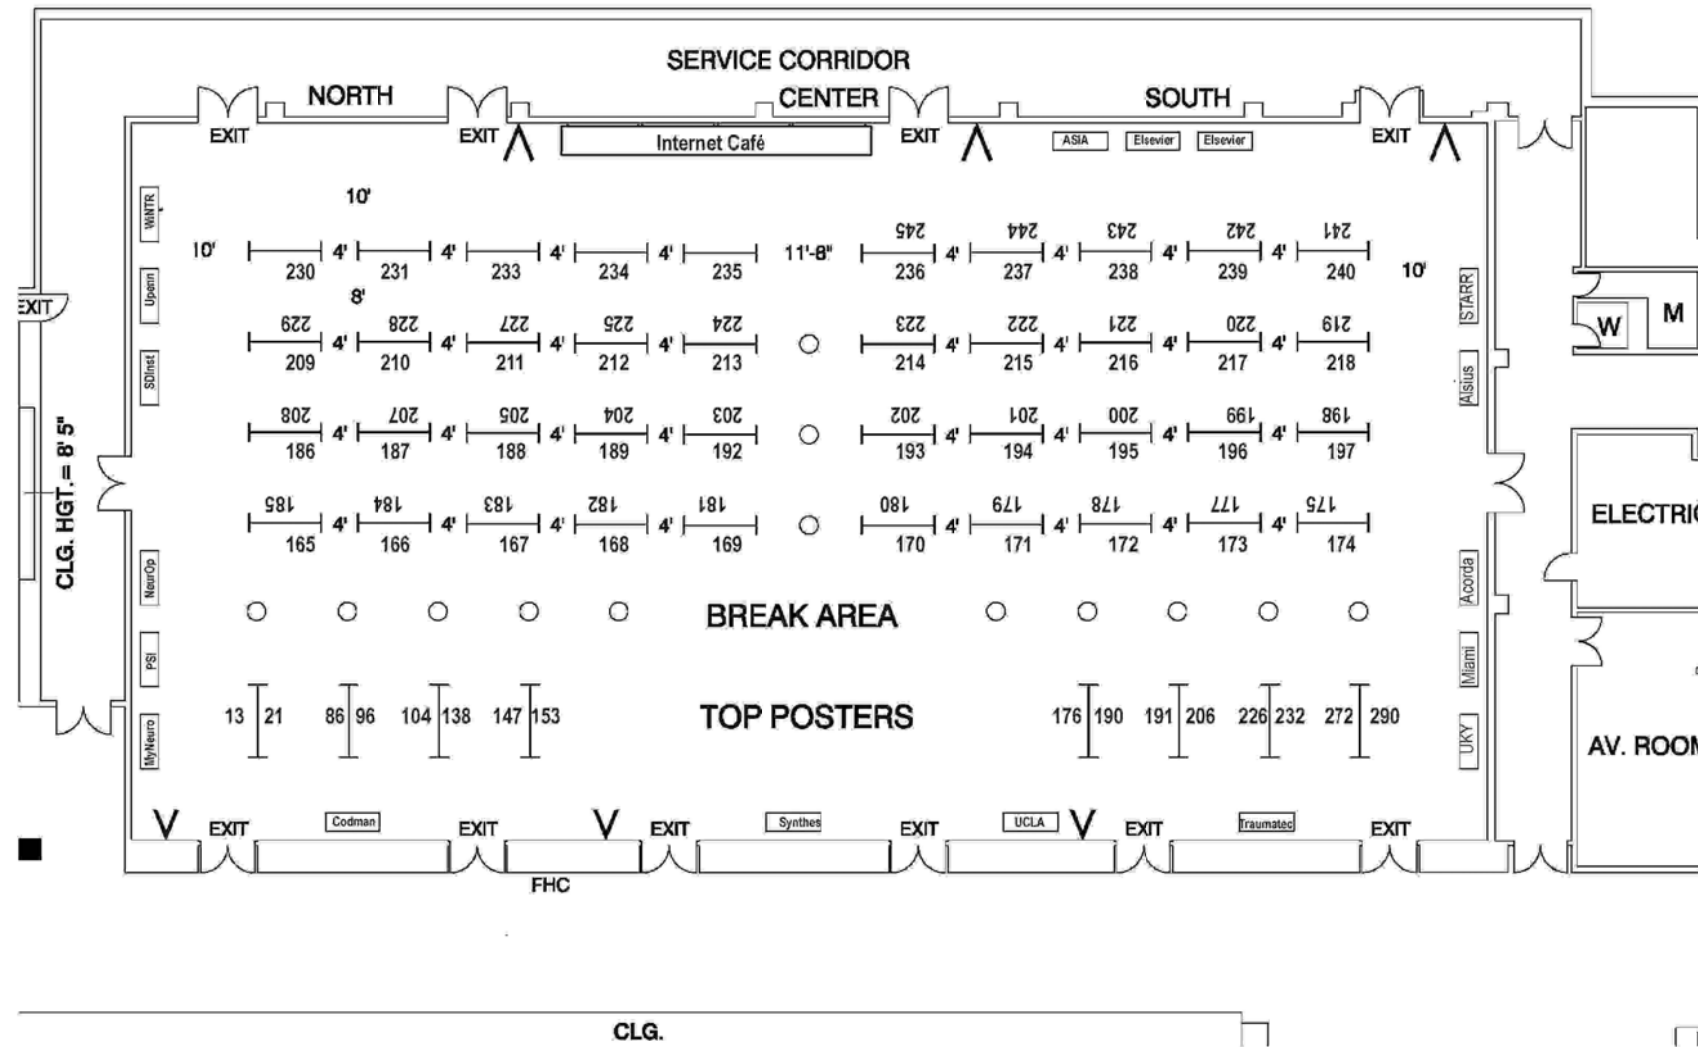 SERVICE CORRIDOR
NORTH CENTER SOUTH
EXIT EXIT EXIT EXIT
Internet Café ASIA Elsevier Elsevier
WiNTR
10'
245 244 243 242 241
10' 4' 4' 4' 4' 11'-8" 4' 4' 4' 4' 10'
230 231 233 234 235 236 237 238 239 240
Upenn 8' STARR
EXIT
W M
229 228 227 225 224 223 222 221 220 219
4' 4' 4' 4' 4' 4' 4' 4'
209 210 211 212 213 214 215 216 217 218
SDInst Alsius
208 207 205 204 203 202 201 200 199 198
4' 4' 4' 4' 4' 4' 4' 4'
186 187 188 189 192 193 194 195 196 197
CLG. HGT. = 8' 5"
185 184 183 182 181 180 179 178 177 175
4' 4' 4' 4' 4' 4' 4' 4'
165 166 167 168 169 170 171 172 173 174
ELECTRIC
NeurOp Acorda
BREAK AREA
PSI Miami
13 21 86 96 104 138 147 153 TOP POSTERS 176 190 191 206 226 232 272 290
MyNeuro UKY
AV. ROOM
Codman Synthes UCLA Traumatec
EXIT EXIT EXIT EXIT EXIT EXIT
FHC
CLG.